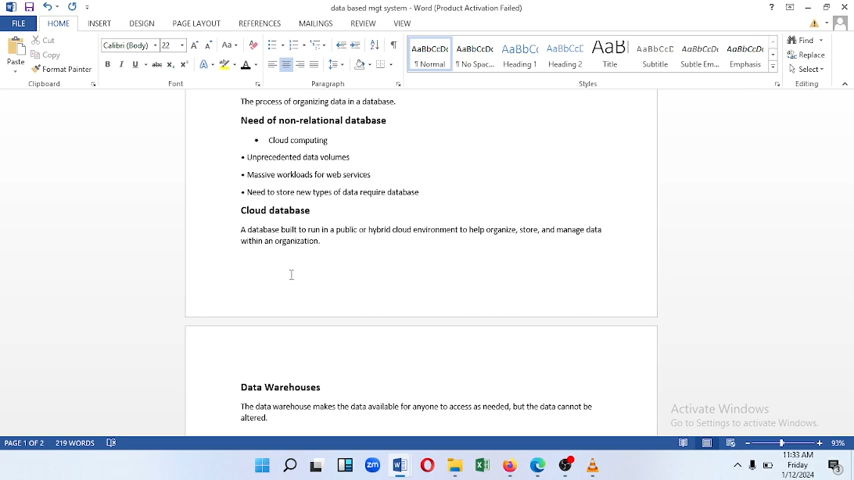 data based mgt system - Word (Product Activation Failed)
FILE HOME INSERT DESIGN PAGE LAYOUT REFERENCES MAILINGS REVIEW VIEW
Cut
Copy
Format Painter
Paste
Clipboard
Calibri (Body) 22
Font
Paragraph
AaBbCcDc AaBbCcDc AaBbCc AaBbCcC AaB AaBbCcC AaBbCcDc AaBbCcDc
¶ Normal ¶ No Spac... Heading 1 Heading 2 Title Subtitle Subtle Em... Emphasis
Styles
Find
Replace
Select
Editing
The process of organizing data in a database.
Need of non-relational database
• Cloud computing
• Unprecedented data volumes
• Massive workloads for web services
• Need to store new types of data require database
Cloud database
A database built to run in a public or hybrid cloud environment to help organize, store, and manage data
within an organization.
Data Warehouses
The data warehouse makes the data available for anyone to access as needed, but the data cannot be
altered.
Activate Windows
Go to Settings to activate Windows.
PAGE 1 OF 2 219 WORDS 93%
11:33 AM
Friday
1/12/2024